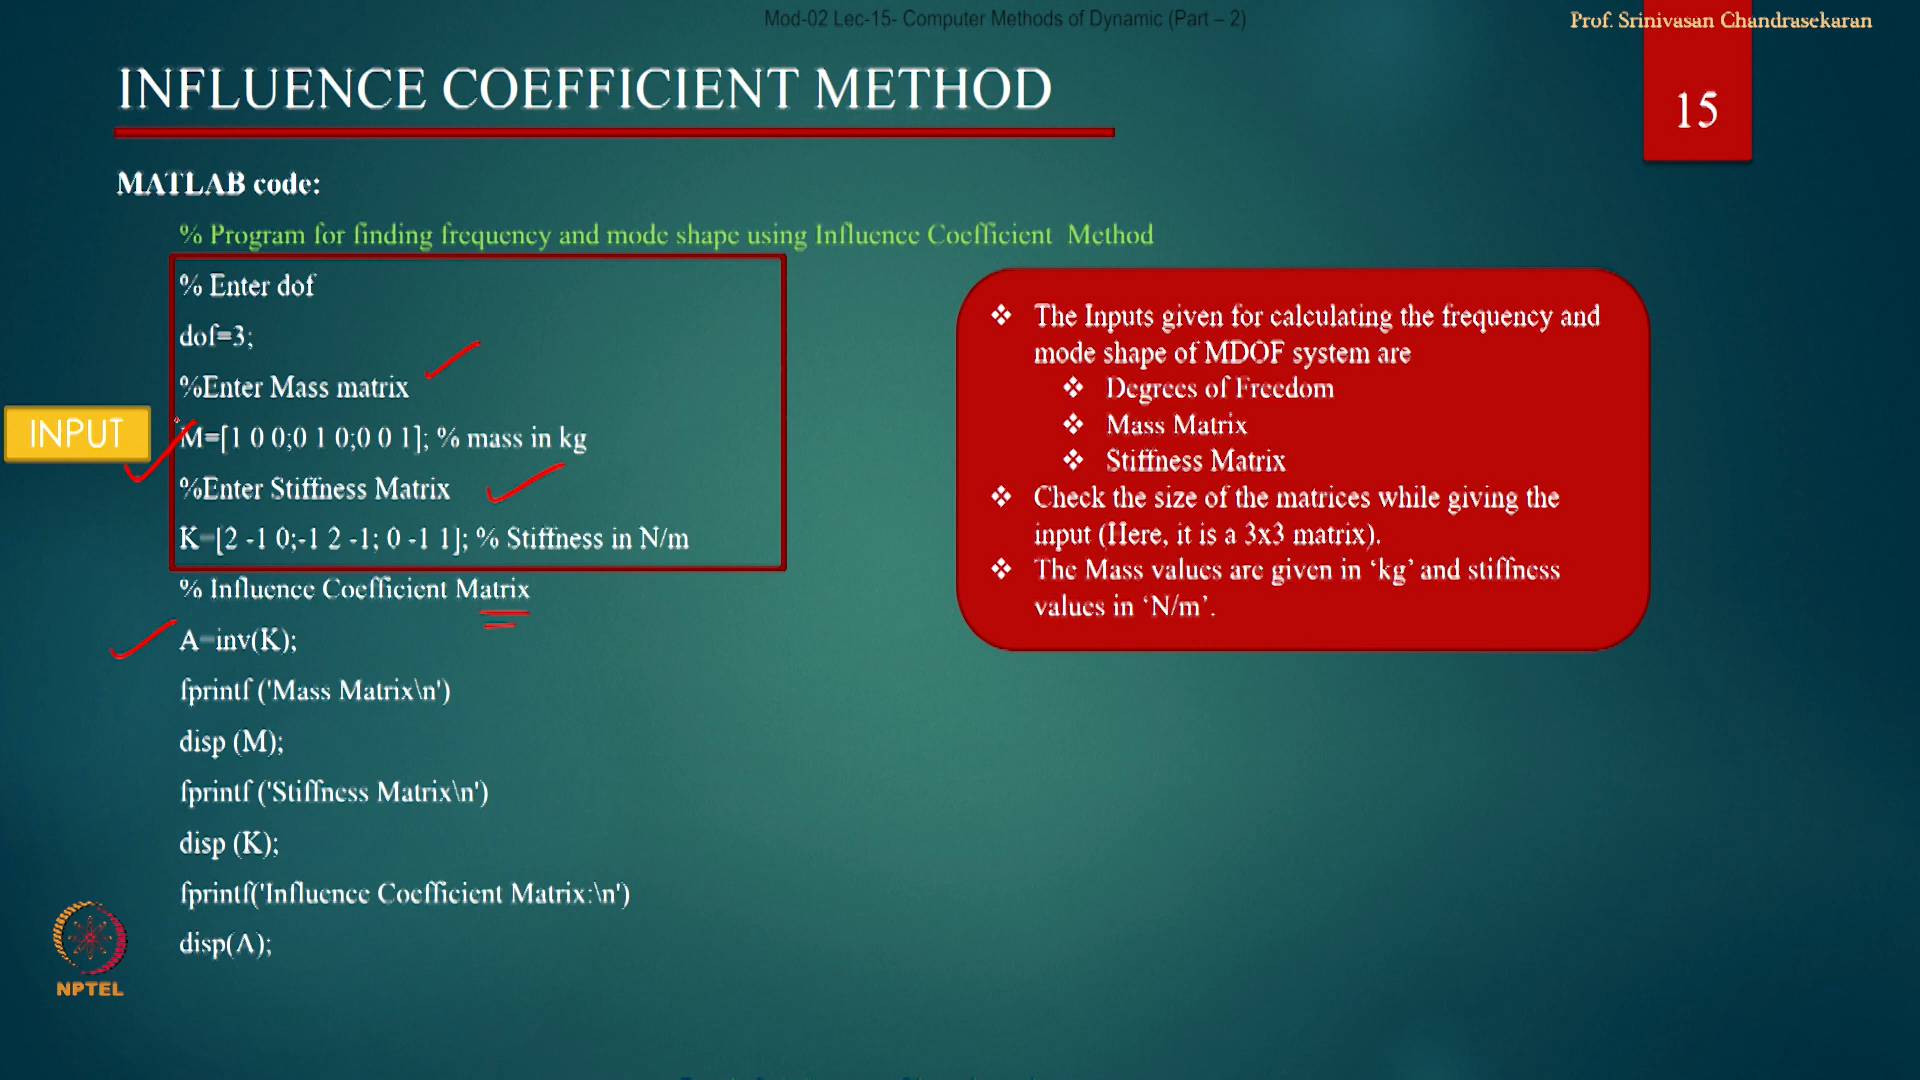 Mod-02 Lec-15- Computer Methods of Dynamic (Part – 2)
Prof. Srinivasan Chandrasekaran
INFLUENCE COEFFICIENT METHOD
15
MATLAB code:
% Program for finding frequency and mode shape using Influence Coefficient Method
% Enter dof
dof=3;
%Enter Mass matrix
INPUT
M=[1 0 0;0 1 0;0 0 1]; % mass in kg
%Enter Stiffness Matrix
K=[2 -1 0;-1 2 -1; 0 -1 1]; % Stiffness in N/m
% Influence Coefficient Matrix
A=inv(K);
fprintf ('Mass Matrix\n')
disp (M);
fprintf ('Stiffness Matrix\n')
disp (K);
fprintf('Influence Coefficient Matrix:\n')
disp(A);
❖ The Inputs given for calculating the frequency and
mode shape of MDOF system are
❖ Degrees of Freedom
❖ Mass Matrix
❖ Stiffness Matrix
❖ Check the size of the matrices while giving the
input (Here, it is a 3x3 matrix).
❖ The Mass values are given in ‘kg’ and stiffness
values in ‘N/m’.
NPTEL